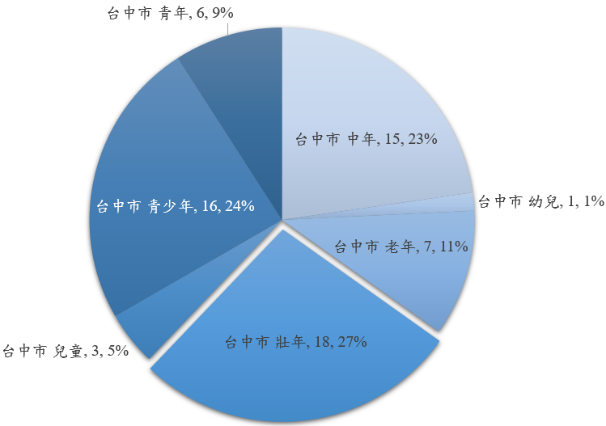 台中市 青年, 6, 9%
台中市 中年, 15, 23%
台中市 幼兒, 1, 1%
台中市 青少年, 16, 24%
台中市 老年, 7, 11%
台中市 壯年, 18, 27%
台中市 兒童, 3, 5%